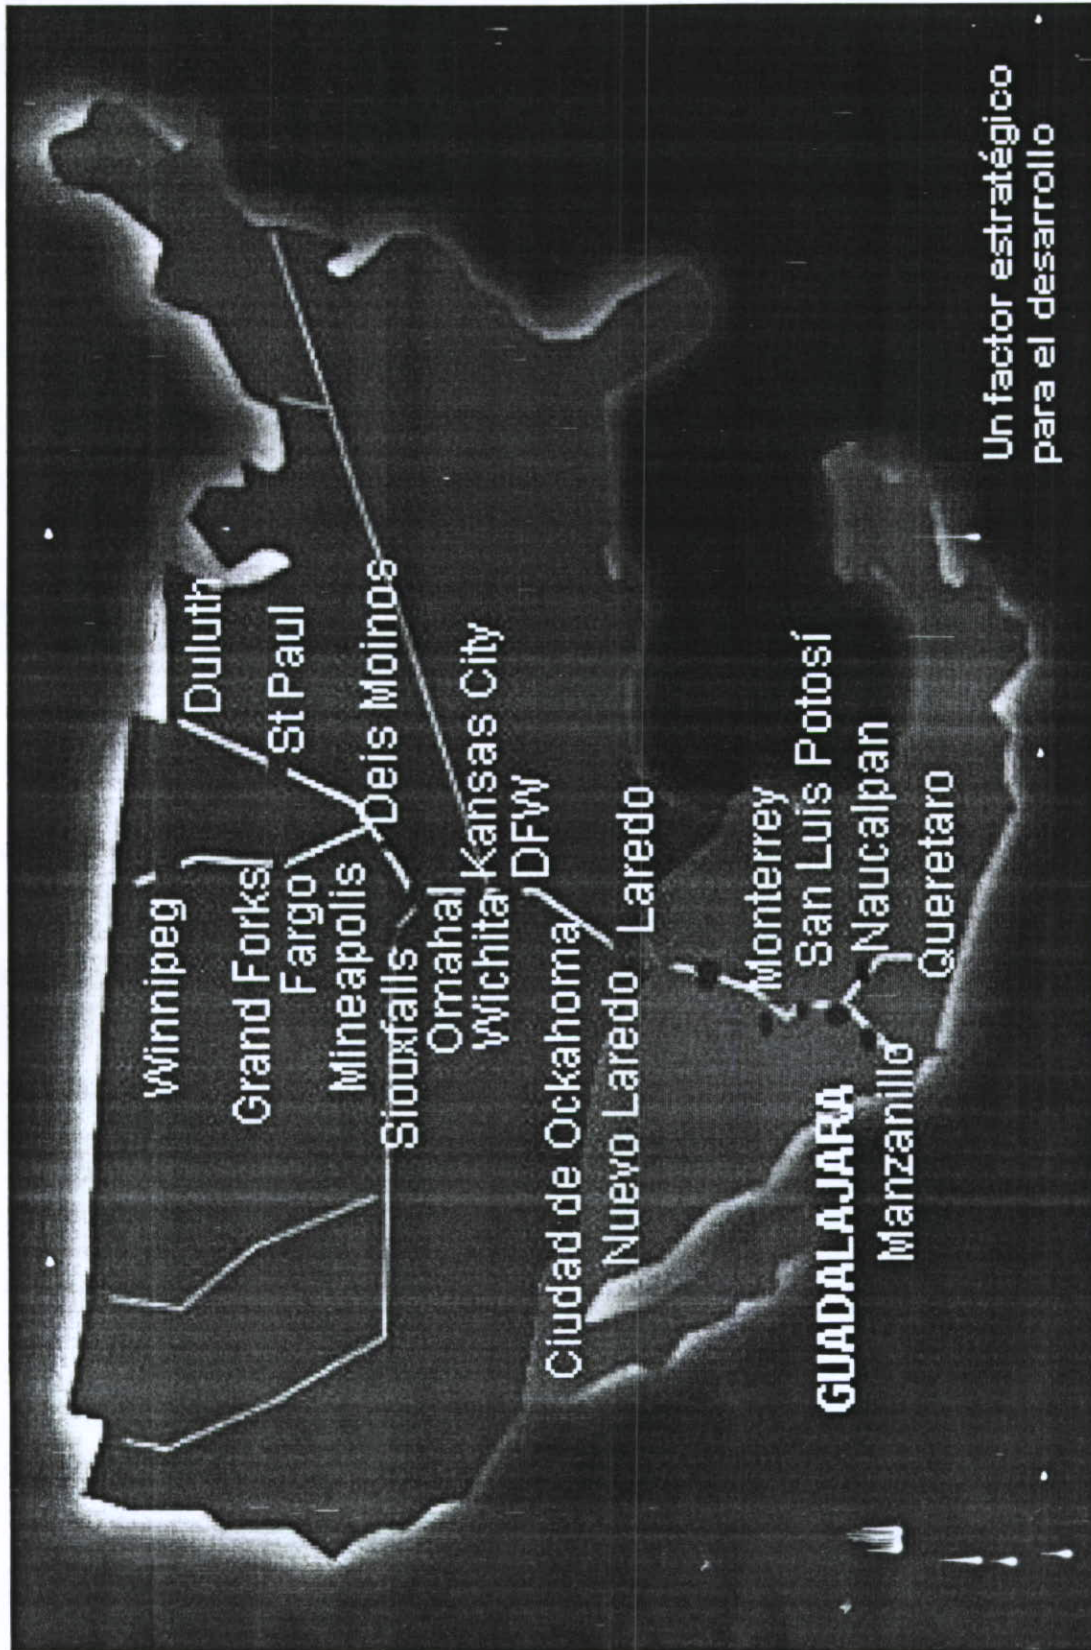 Winnipeg
Duluth
Grand Forks
St Paul
Fargo
Mineapolis
Deis Moinos
Siouxfalls
Omahal
Wichita
Kansas City
DFW
Ciudad de Ockahoma
Nuevo Laredo
Laredo
Monterrey
San Luis Potosí
GUADALAJARA
Naucalpan
Manzanillo
Queretaro
Un factor estratégico
para el desarrollo